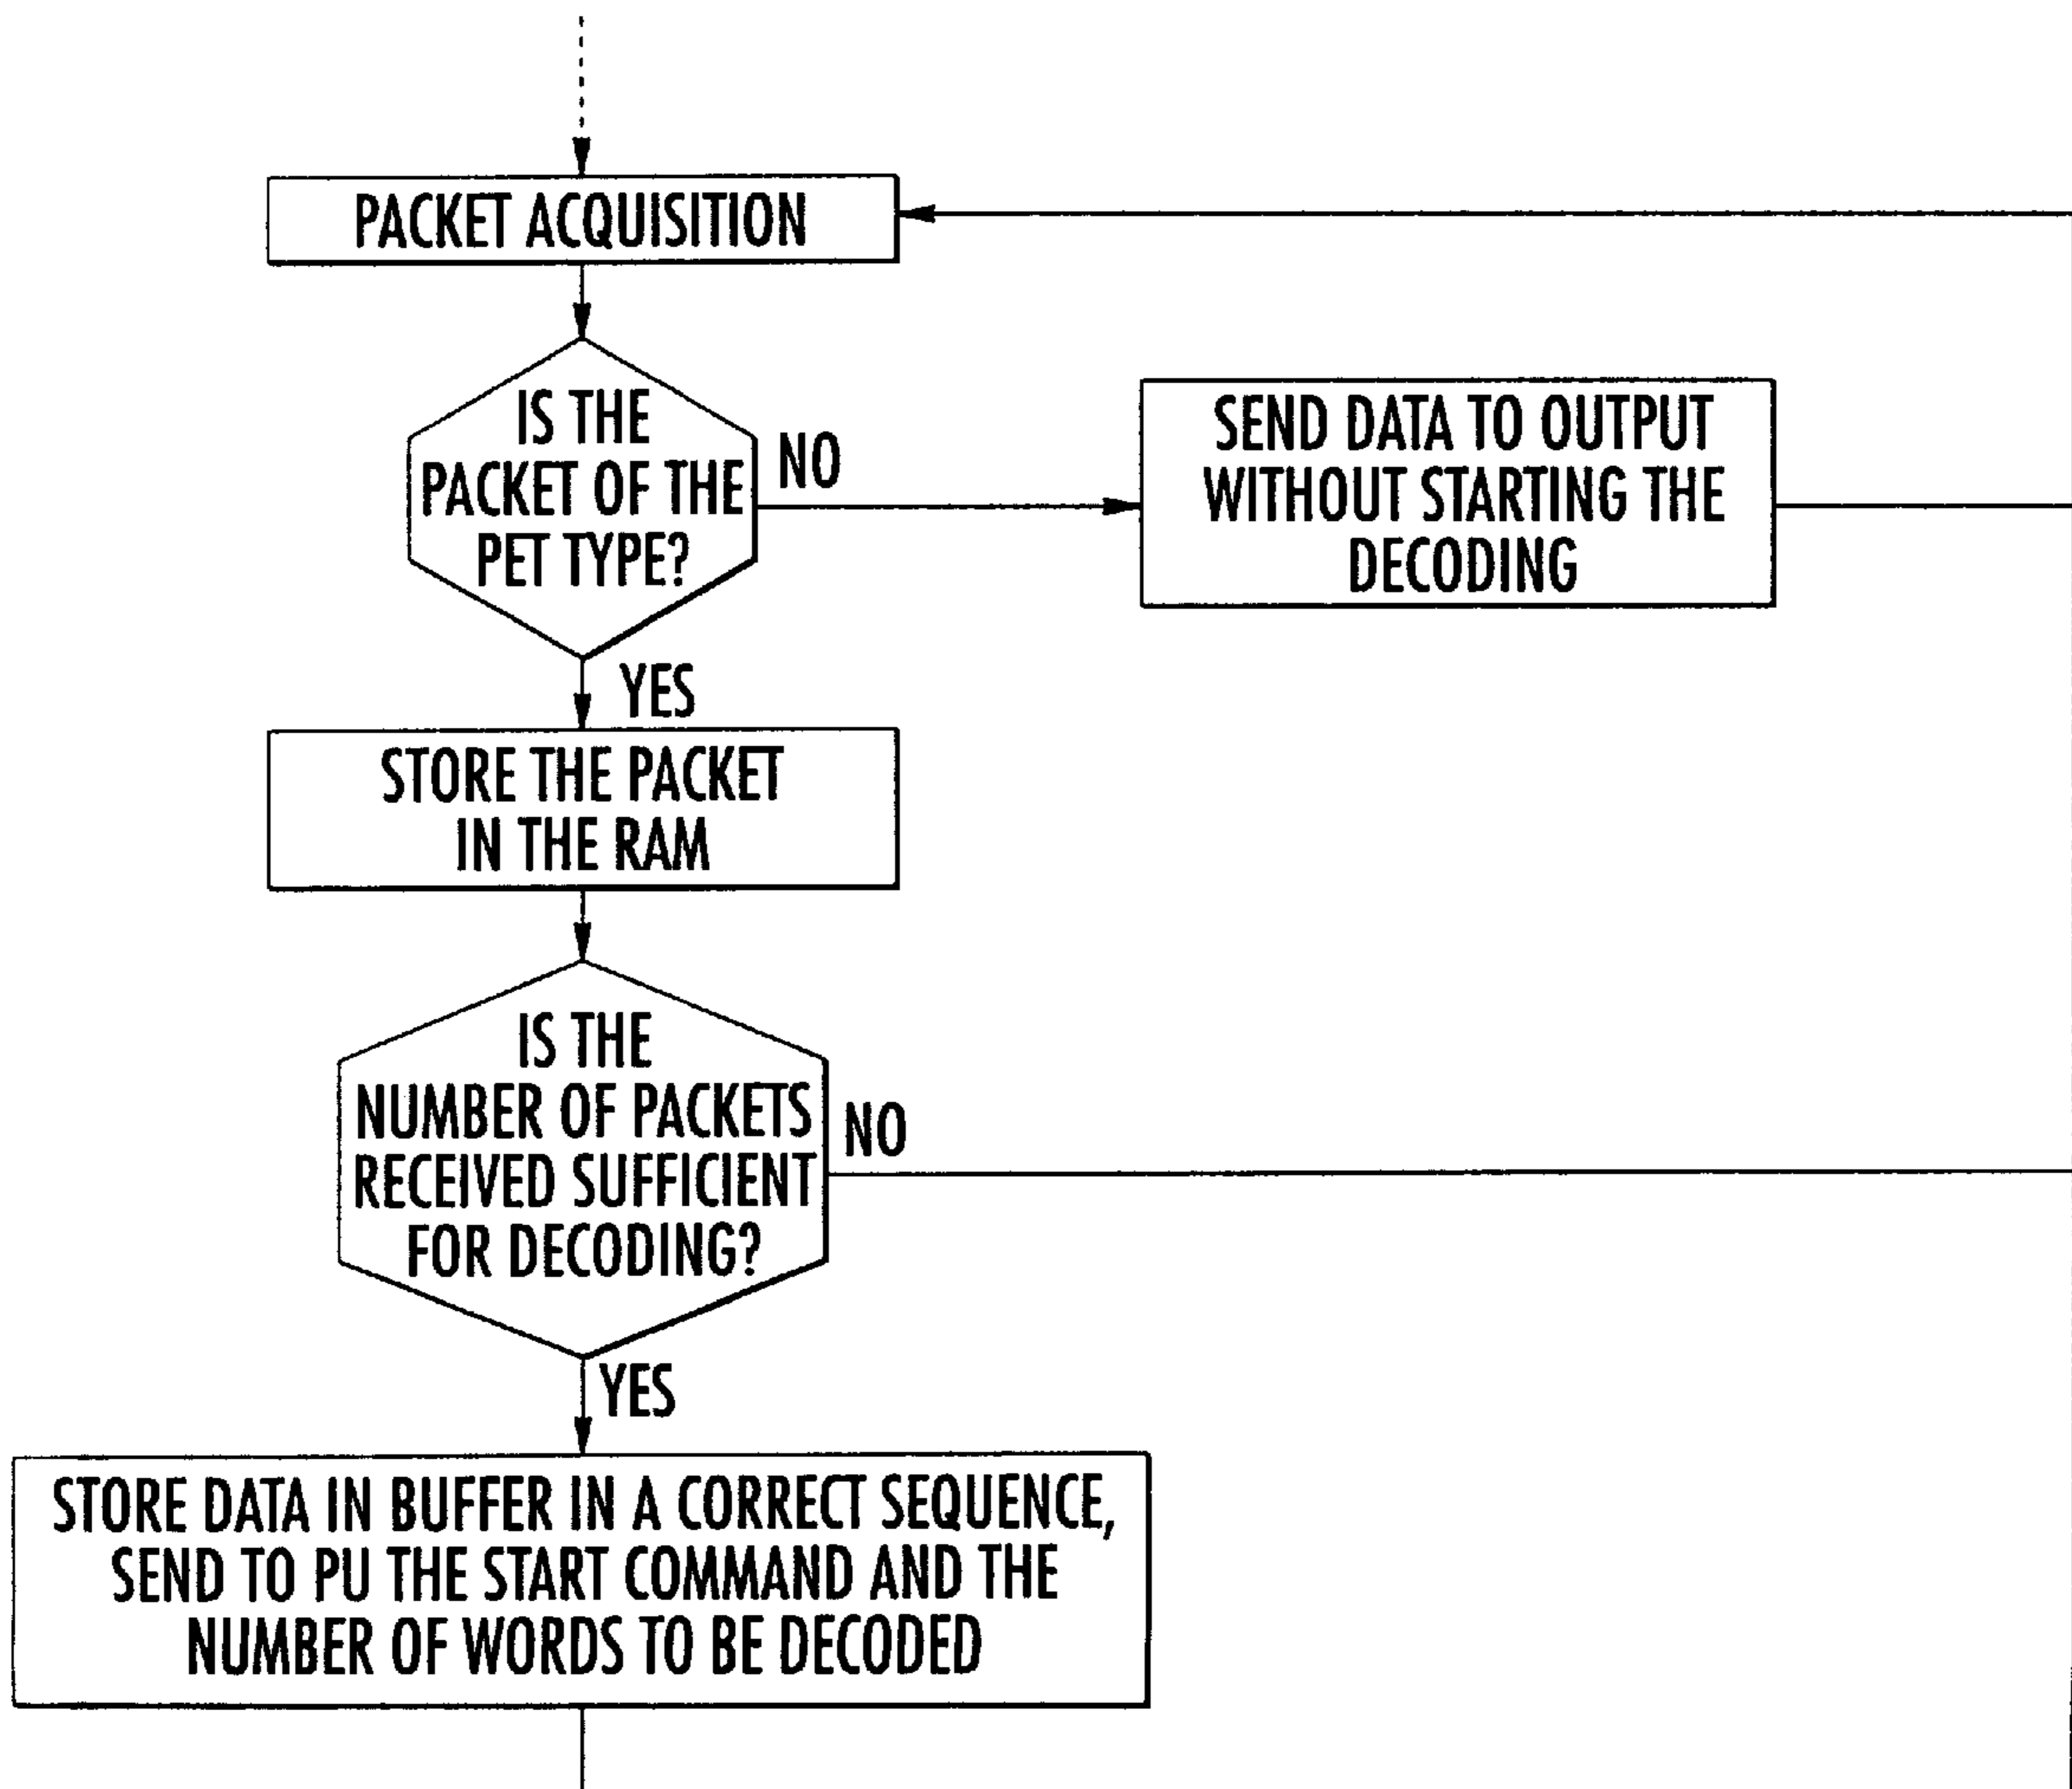 PACKET ACQUISITION
IS THE
PACKET OF THE
PET TYPE?
NO
SEND DATA TO OUTPUT
WITHOUT STARTING THE
DECODING
YES
STORE THE PACKET
IN THE RAM
IS THE
NUMBER OF PACKETS
RECEIVED SUFFICIENT
FOR DECODING?
NO
YES
STORE DATA IN BUFFER IN A CORRECT SEQUENCE,
SEND TO PU THE START COMMAND AND THE
NUMBER OF WORDS TO BE DECODED